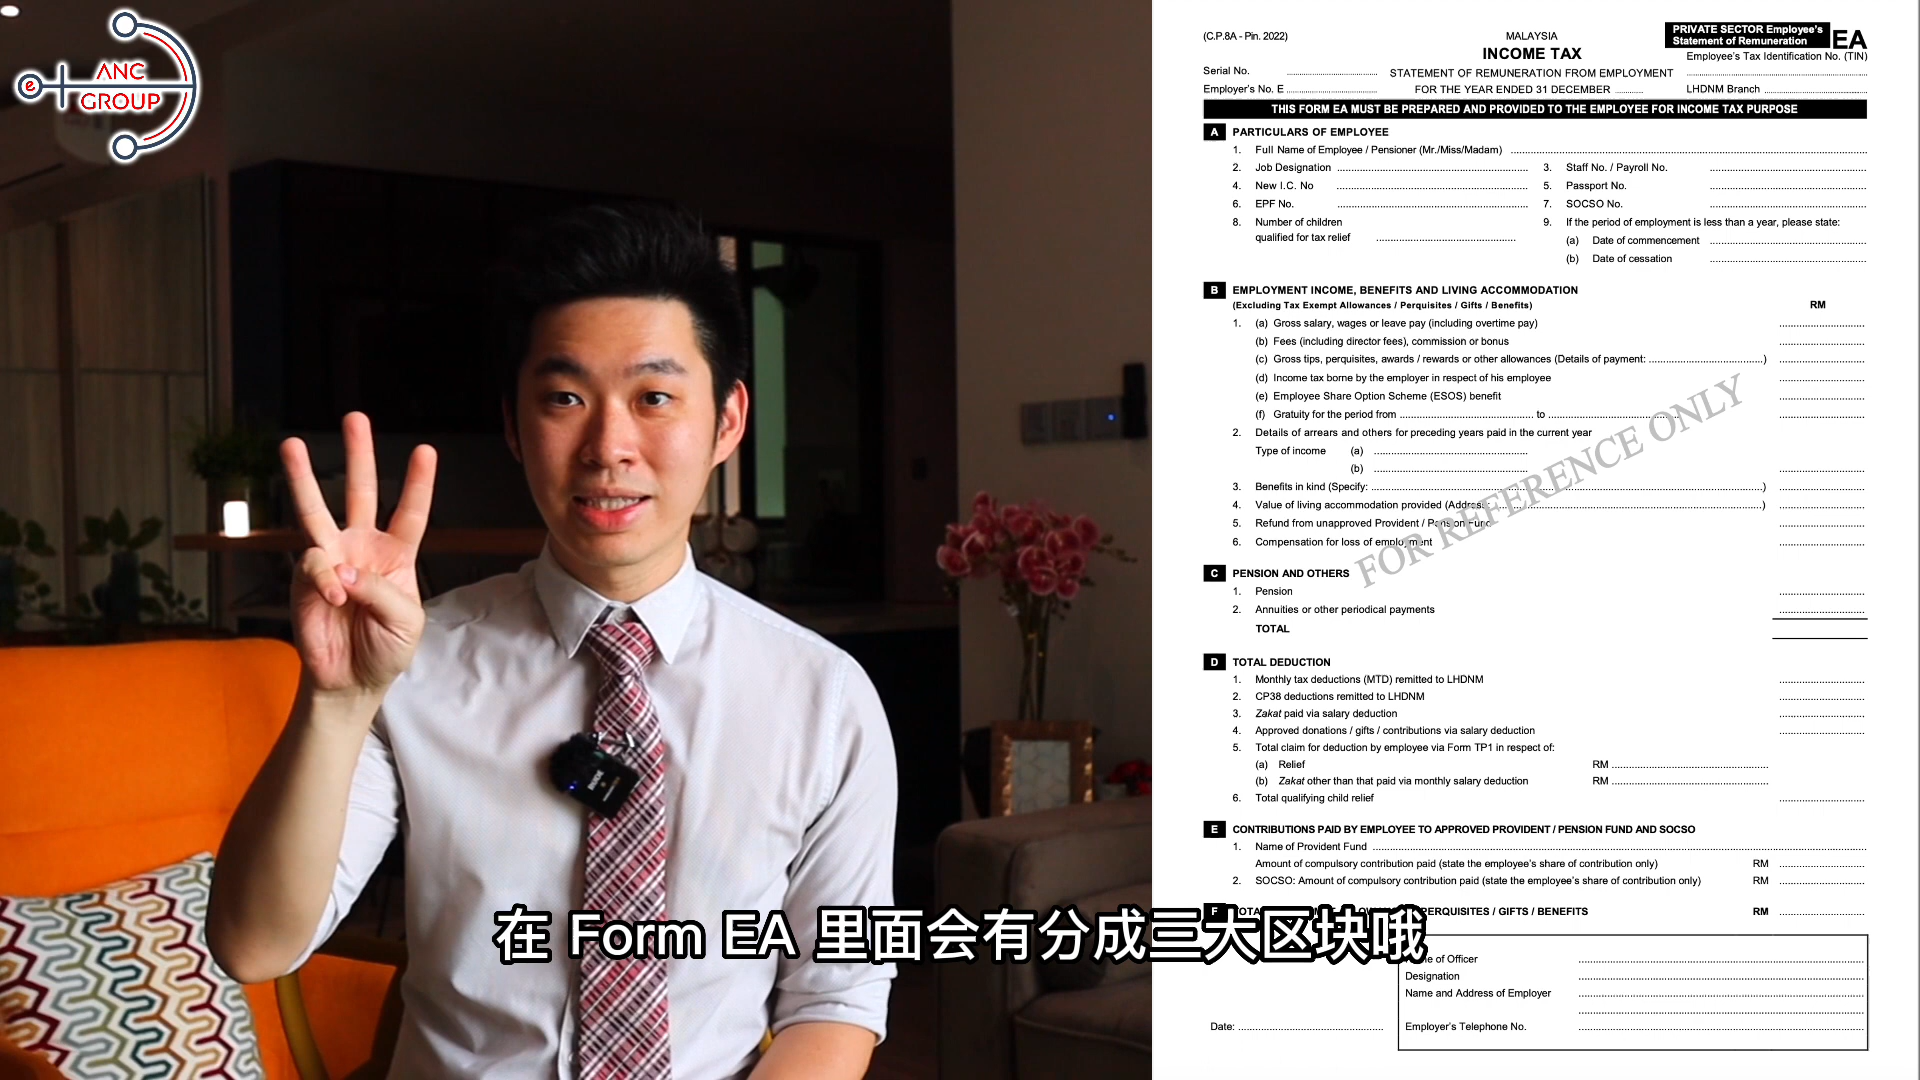 e
ANC
GROUP
(C.P.8A - Pin. 2022)
MALAYSIA
INCOME TAX
PRIVATE SECTOR Employee's
Statement of Remuneration
EA
Employee's Tax Identification No. (TIN)
Serial No.
STATEMENT OF REMUNERATION FROM EMPLOYMENT
Employer's No. E
FOR THE YEAR ENDED 31 DECEMBER
LHDNM Branch
THIS FORM EA MUST BE PREPARED AND PROVIDED TO THE EMPLOYEE FOR INCOME TAX PURPOSE
A PARTICULARS OF EMPLOYEE
1. Full Name of Employee / Pensioner (Mr./Miss/Madam)
2. Job Designation
3. Staff No. / Payroll No.
4. New I.C. No
5. Passport No.
6. EPF No.
7. SOCSO No.
8. Number of children
qualified for tax relief
9. If the period of employment is less than a year, please state:
(a) Date of commencement
(b) Date of cessation
B EMPLOYMENT INCOME, BENEFITS AND LIVING ACCOMMODATION
(Excluding Tax Exempt Allowances / Perquisites / Gifts / Benefits) RM
1. (a) Gross salary, wages or leave pay (including overtime pay)
(b) Fees (including director fees), commission or bonus
(c) Gross tips, perquisites, awards / rewards or other allowances (Details of payment: )
(d) Income tax borne by the employer in respect of his employee
(e) Employee Share Option Scheme (ESOS) benefit
(f) Gratuity for the period from to
2. Details of arrears and others for preceding years paid in the current year
Type of income (a)
(b)
3. Benefits in kind (Specify: )
4. Value of living accommodation provided (Address: )
5. Refund from unapproved Provident / Pension Fund
6. Compensation for loss of employment
FOR REFERENCE ONLY
C PENSION AND OTHERS
1. Pension
2. Annuities or other periodical payments
TOTAL
D TOTAL DEDUCTION
1. Monthly tax deductions (MTD) remitted to LHDNM
2. CP38 deductions remitted to LHDNM
3. Zakat paid via salary deduction
4. Approved donations / gifts / contributions via salary deduction
5. Total claim for deduction by employee via Form TP1 in respect of:
(a) Relief RM
(b) Zakat other than that paid via monthly salary deduction RM
6. Total qualifying child relief
E CONTRIBUTIONS PAID BY EMPLOYEE TO APPROVED PROVIDENT / PENSION FUND AND SOCSO
1. Name of Provident Fund
Amount of compulsory contribution paid (state the employee's share of contribution only) RM
2. SOCSO: Amount of compulsory contribution paid (state the employee's share of contribution only) RM
PERQUISITES / GIFTS / BENEFITS RM
在 Form EA 里面会有分成三大区块哦
of Officer
Designation
Name and Address of Employer
Date:
Employer's Telephone No.